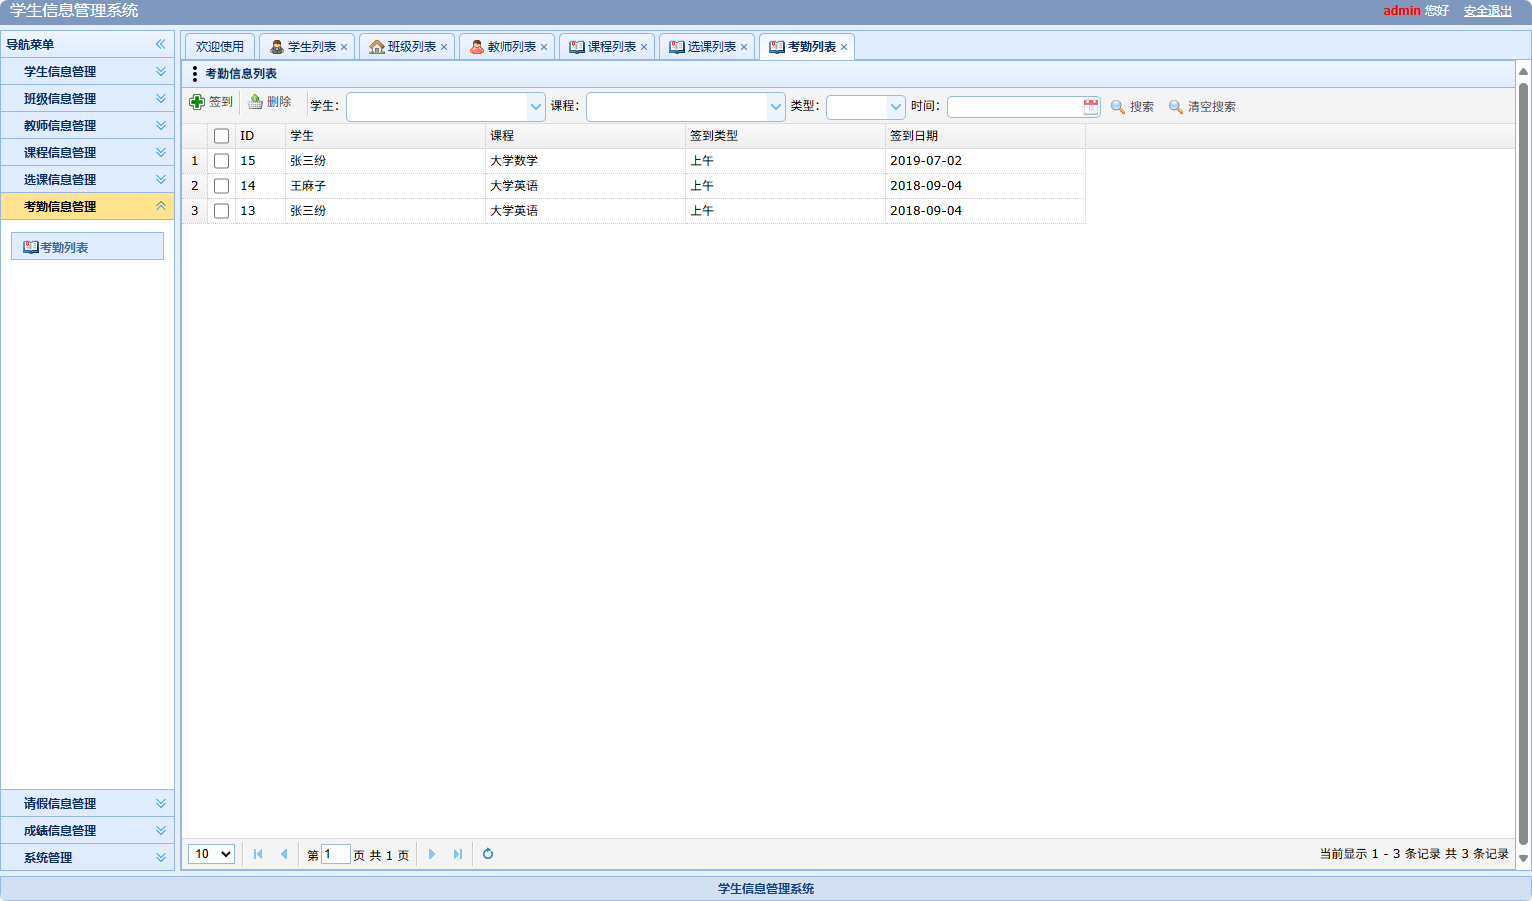 学生信息管理系统
admin 您好 安全退出
导航菜单
学生信息管理
班级信息管理
教师信息管理
课程信息管理
选课信息管理
考勤信息管理
考勤列表
请假信息管理
成绩信息管理
系统管理
欢迎使用 学生列表 班级列表 教师列表 课程列表 选课列表 考勤列表
考勤信息列表
签到 删除 学生: 课程: 类型: 时间: 搜索 清空搜索
ID 学生 课程 签到类型 签到日期
1 15 张三纷 大学数学 上午 2019-07-02
2 14 王麻子 大学英语 上午 2018-09-04
3 13 张三纷 大学英语 上午 2018-09-04
10 第 1 页 共 1 页 当前显示 1 - 3 条记录 共 3 条记录
学生信息管理系统